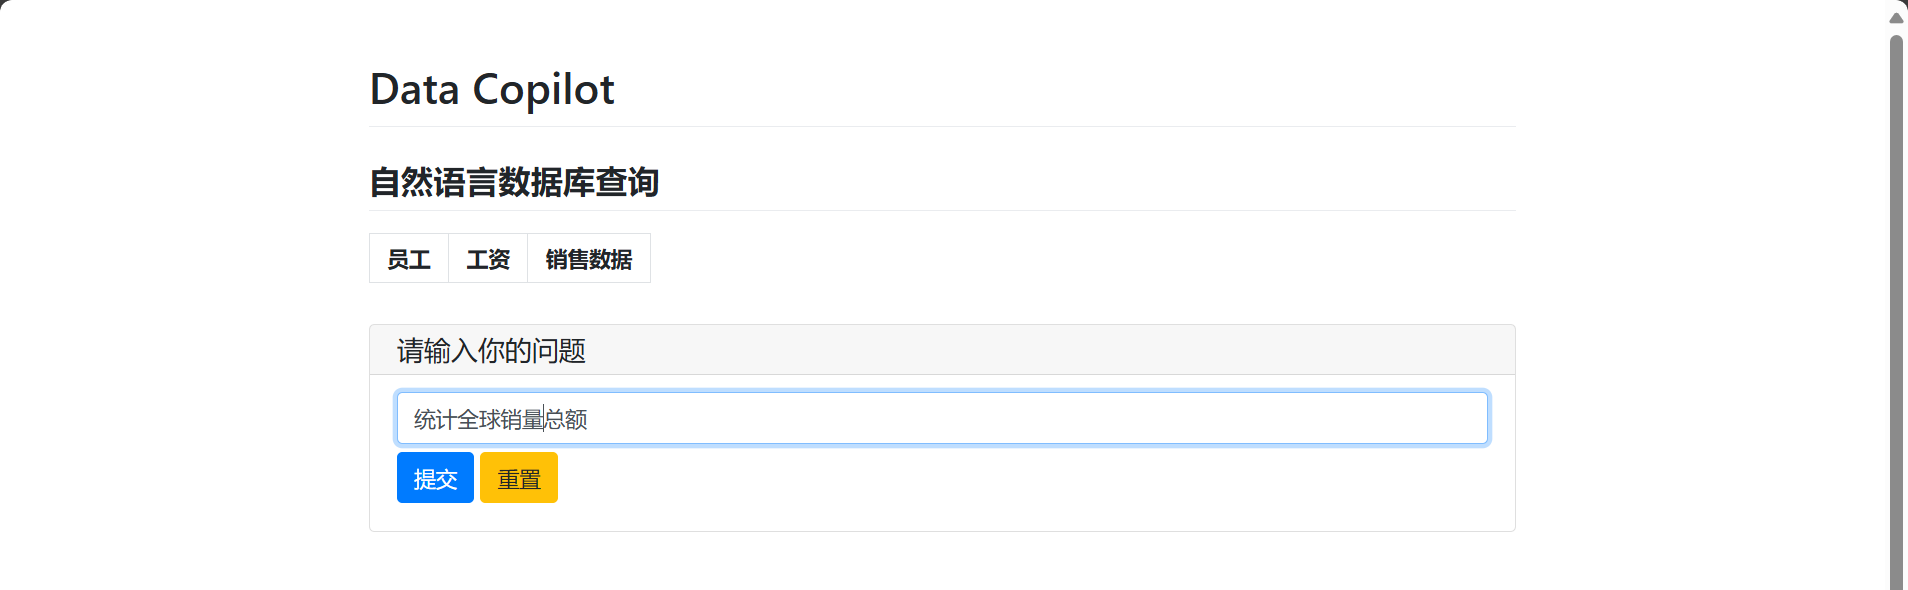 Data Copilot
自然语言数据库查询
员工 工资 销售数据
请输入你的问题
统计全球销量总额
提交 重置